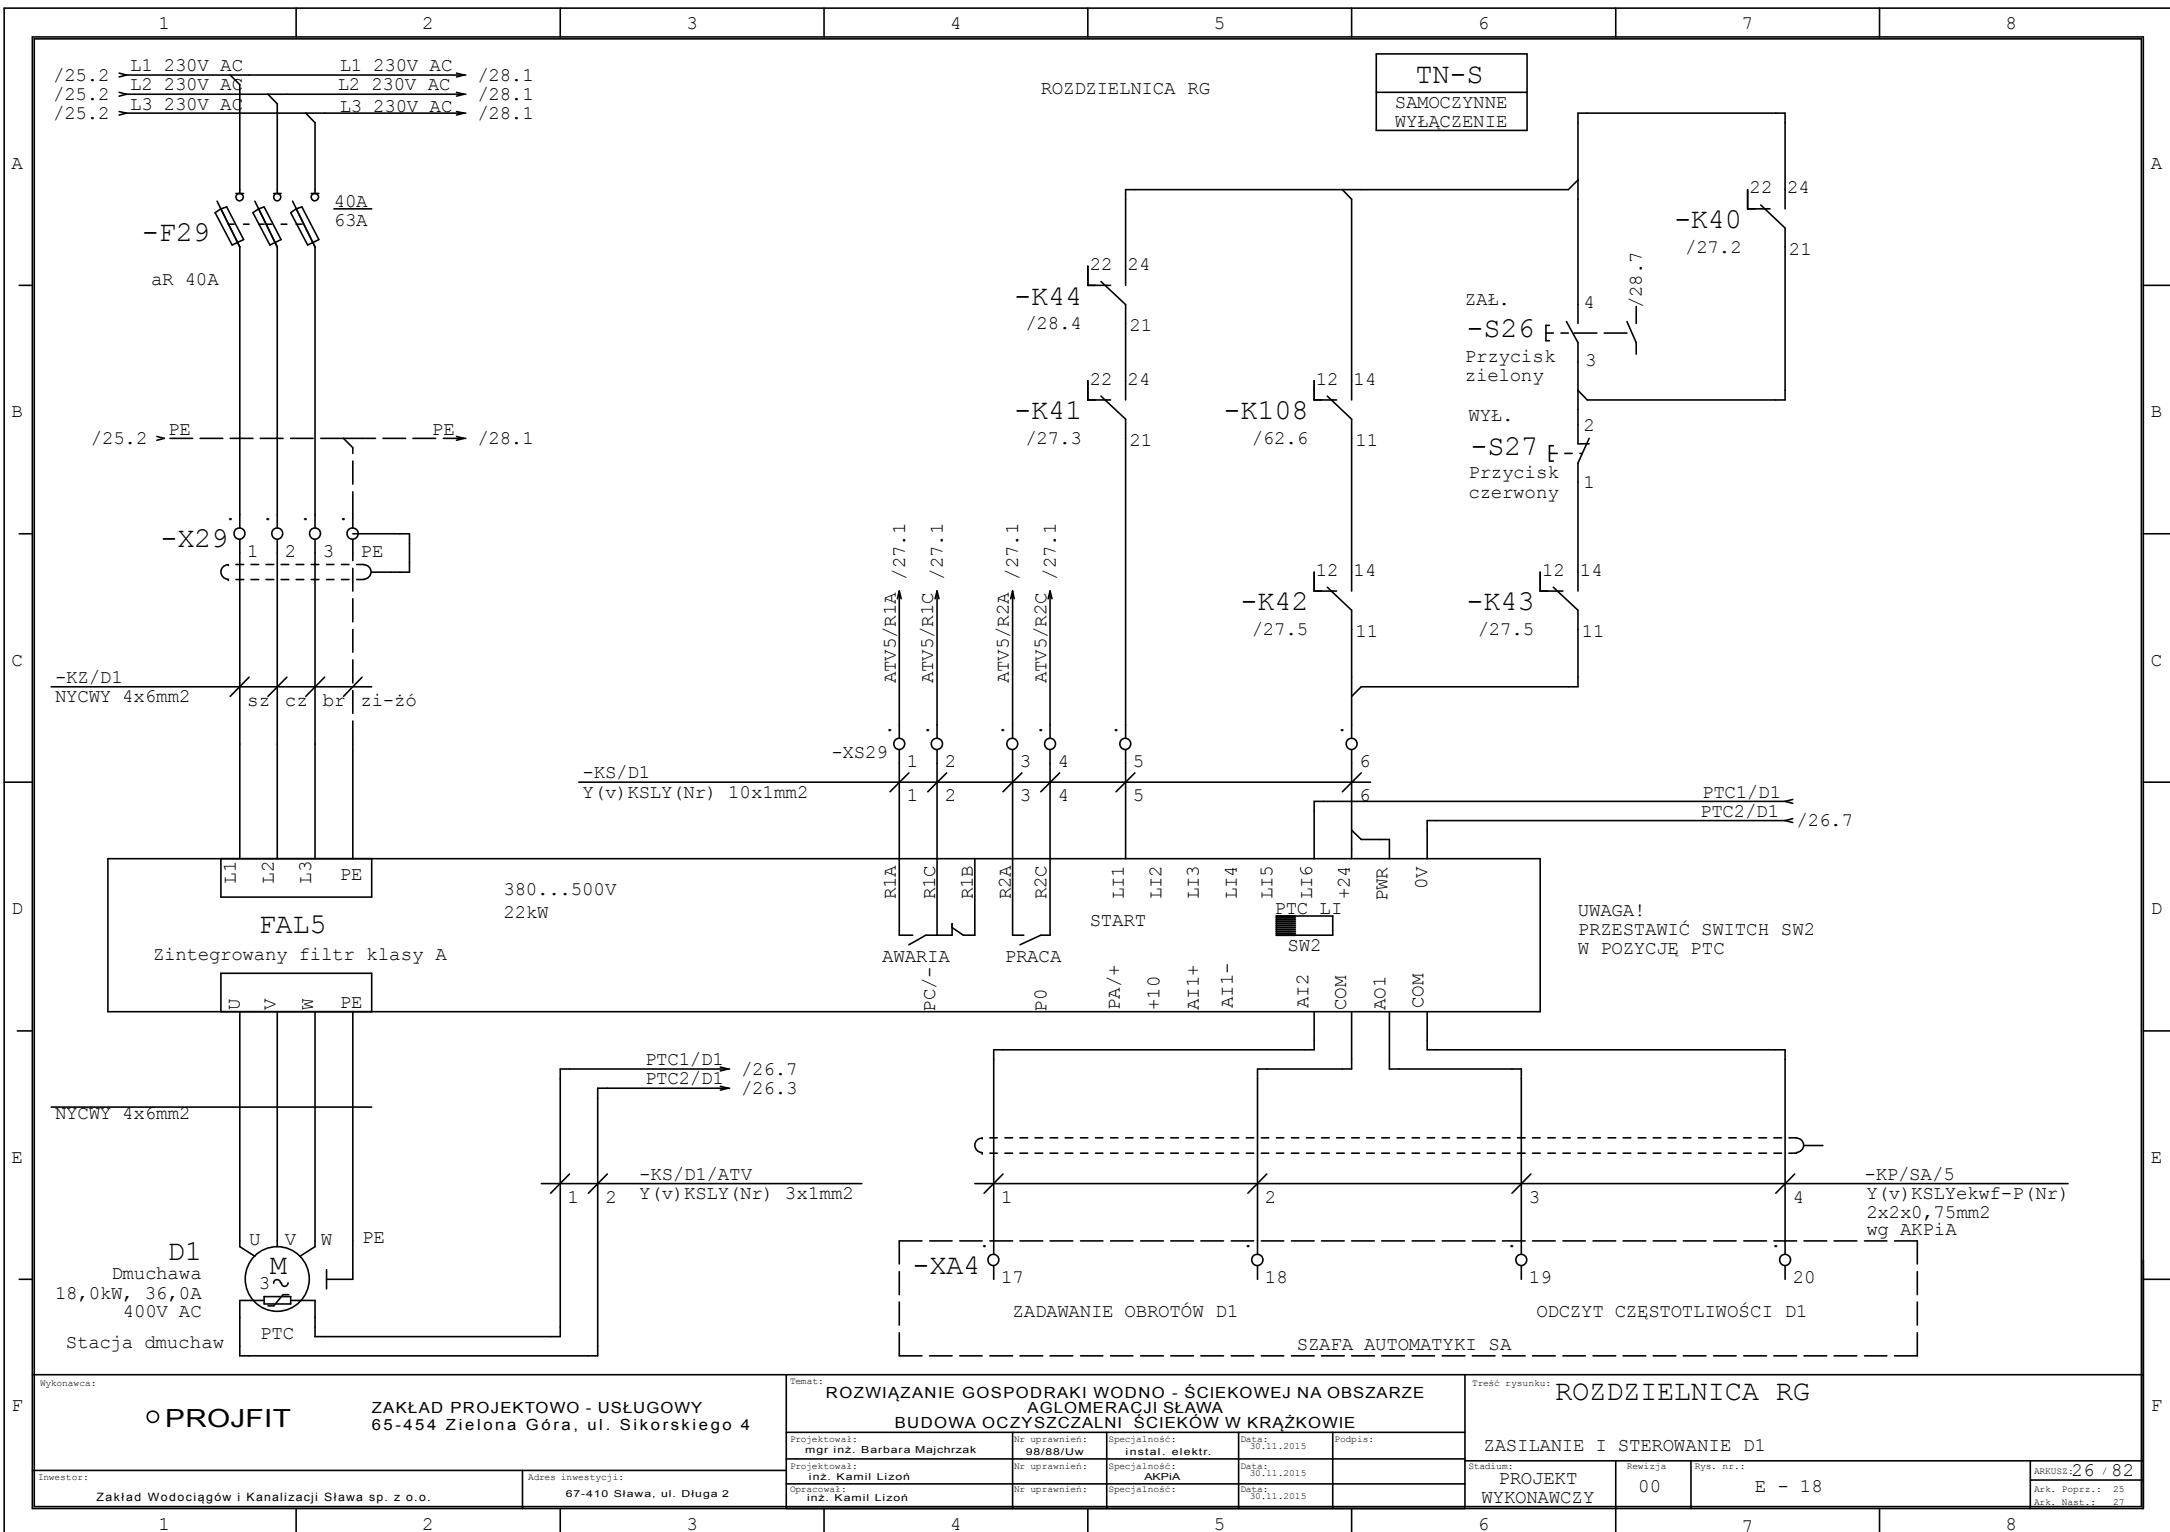 1 2 3 4 5 6 7 8
/25.2 L1 230V AC L1 230V AC /28.1
/25.2 L2 230V AC L2 230V AC /28.1
/25.2 L3 230V AC L3 230V AC /28.1
ROZDZIELNICA RG
TN-S
SAMOCZYNNE
WYŁĄCZENIE
A A
-F29
40A
63A
aR 40A
22 24
-K40
/27.2
21
22 24
-K44
/28.4
21
ZAŁ.
-S26
Przycisk
zielony
4
3
/28.7
22 24
-K41
/27.3
21
12 14
-K108
/62.6
11
WYŁ.
-S27
Przycisk
czerwony
2
1
B B
/25.2 PE PE /28.1
-X29
1 2 3 PE
ATV5/R1A /27.1
ATV5/R1C /27.1
ATV5/R2A /27.1
ATV5/R2C /27.1
12 14
-K42
/27.5
11
12 14
-K43
/27.5
11
C C
-KZ/D1
NYCWY 4x6mm2
sz cz br zi-żó
-XS29
1 2 3 4 5 6
-KS/D1
Y(v)KSLY(Nr) 10x1mm2
1 2 3 4 5 6
PTC1/D1
PTC2/D1 /26.7
L1 L2 L3 PE
380...500V
22kW
R1A R1C R1B R2A R2C LI1 LI2 LI3 LI4 LI5 LI6 +24 PWR 0V
D D
FAL5
Zintegrowany filtr klasy A
AWARIA
PRACA
START
PTC LI
SW2
UWAGA!
PRZESTAWIĆ SWITCH SW2
W POZYCJĘ PTC
U V W PE
PC/- P0 PA/+ +10 AI1+ AI1- AI2 COM AO1 COM
PTC1/D1 /26.7
PTC2/D1 /26.3
NYCWY 4x6mm2
E E
-KS/D1/ATV
Y(v)KSLY(Nr) 3x1mm2
1 2
1 2 3 4
-KP/SA/5
Y(v)KSLYekwf-P(Nr)
2x2x0,75mm2
wg AKPiA
U V W PE
D1
Dmuchawa
18,0kW, 36,0A
400V AC
Stacja dmuchaw
M
3~
PTC
-XA4
17 18 19 20
ZADAWANIE OBROTÓW D1
ODCZYT CZĘSTOTLIWOŚCI D1
SZAFA AUTOMATYKI SA
F F
Wykonawca:
PROJFIT
ZAKŁAD PROJEKTOWO - USŁUGOWY
65-454 Zielona Góra, ul. Sikorskiego 4
Inwestor:
Zakład Wodociągów i Kanalizacji Sława sp. z o.o.
Adres inwestycji:
67-410 Sława, ul. Długa 2
Temat:
ROZWIĄZANIE GOSPODRAKI WODNO - ŚCIEKOWEJ NA OBSZARZE
AGLOMERACJI SŁAWA
BUDOWA OCZYSZCZALNI ŚCIEKÓW W KRĄŻKOWIE
Projektował: mgr inż. Barbara Majchrzak Nr uprawnień: 98/88/Uw Specjalność: instal. elektr. Data: 30.11.2015 Podpis:
Projektował: inż. Kamil Lizoń Nr uprawnień: Specjalność: AKPiA Data: 30.11.2015
Opracował: inż. Kamil Lizoń Nr uprawnień: Specjalność: Data: 30.11.2015
Treść rysunku: ROZDZIELNICA RG
ZASILANIE I STEROWANIE D1
Stadium: PROJEKT
WYKONAWCZY
Rewizja
00
Rys. nr.:
E - 18
ARKUSZ: 26 / 82
Ark. Poprz.: 25
Ark. Nast.: 27
1 2 3 4 5 6 7 8